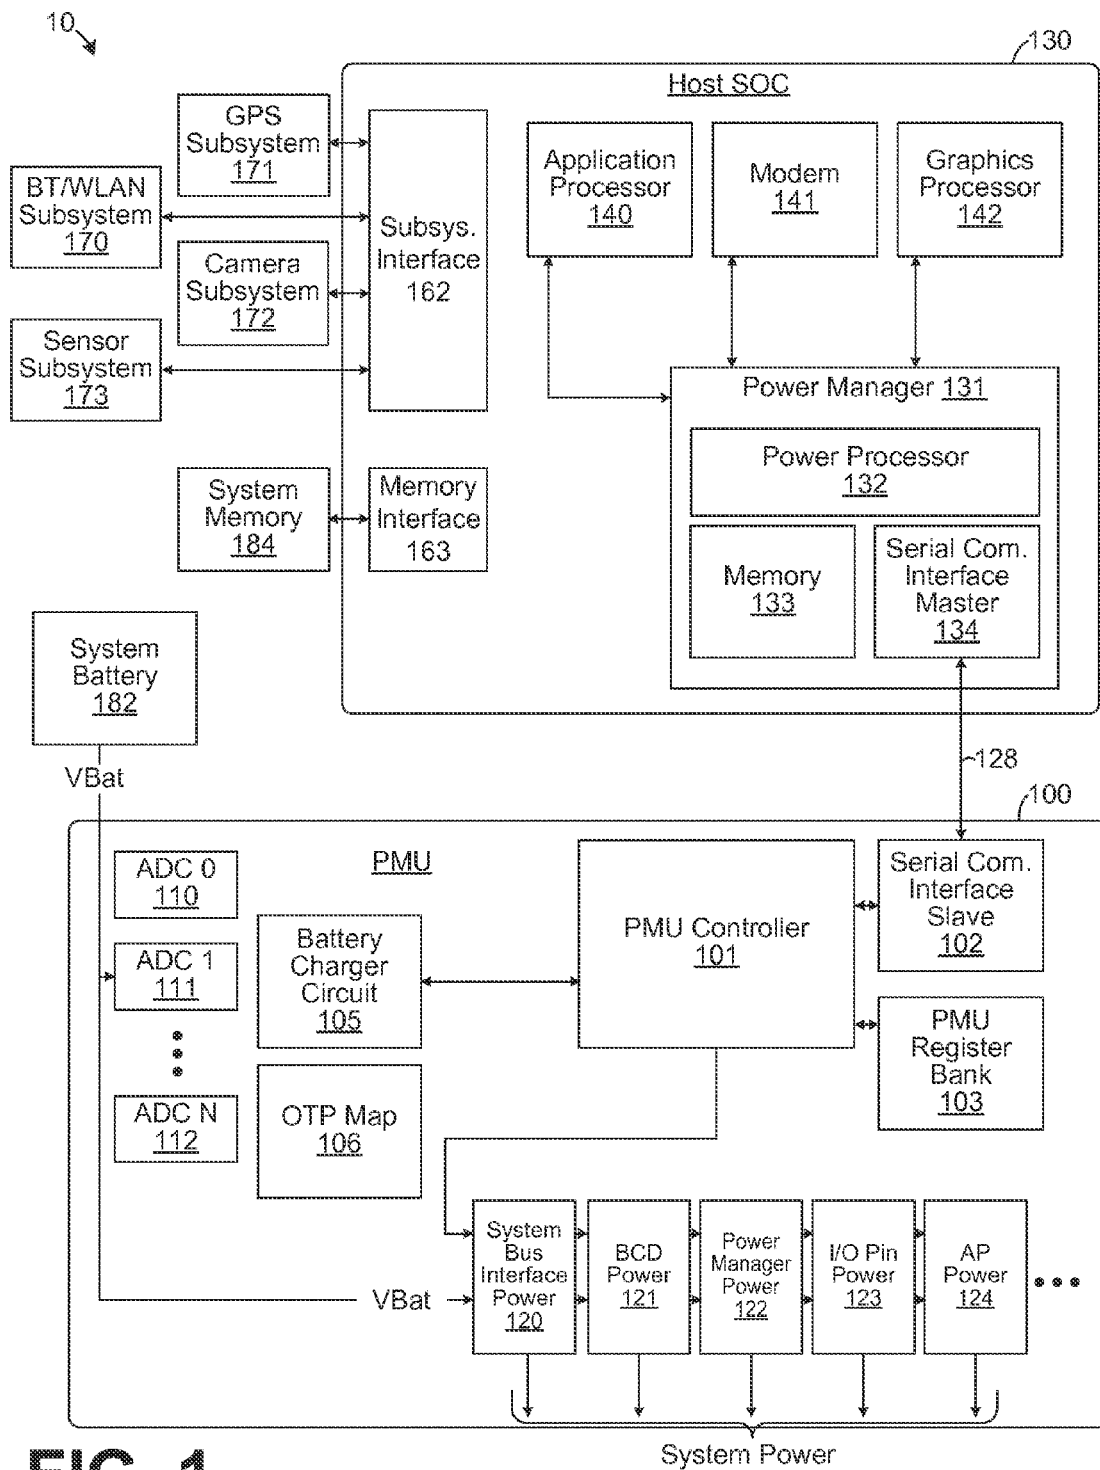 10
130
Host SOC
GPS
Subsystem
171
BT/WLAN
Subsystem
170
Camera
Subsystem
172
Sensor
Subsystem
173
Subsys.
Interface
162
Application
Processor
140
Modem
141
Graphics
Processor
142
Power Manager 131
Power Processor
132
Memory
133
Serial Com.
Interface
Master
134
System
Memory
184
Memory
Interface
163
System
Battery
182
VBat
128
100
PMU
ADC 0
110
ADC 1
111
ADC N
112
Battery
Charger
Circuit
105
OTP Map
106
PMU Controller
101
Serial Com.
Interface
Slave
102
PMU
Register
Bank
103
VBat
System
Bus
Interface
Power
120
BCD
Power
121
Power
Manager
Power
122
I/O Pin
Power
123
AP
Power
124
System Power
FIG. 1